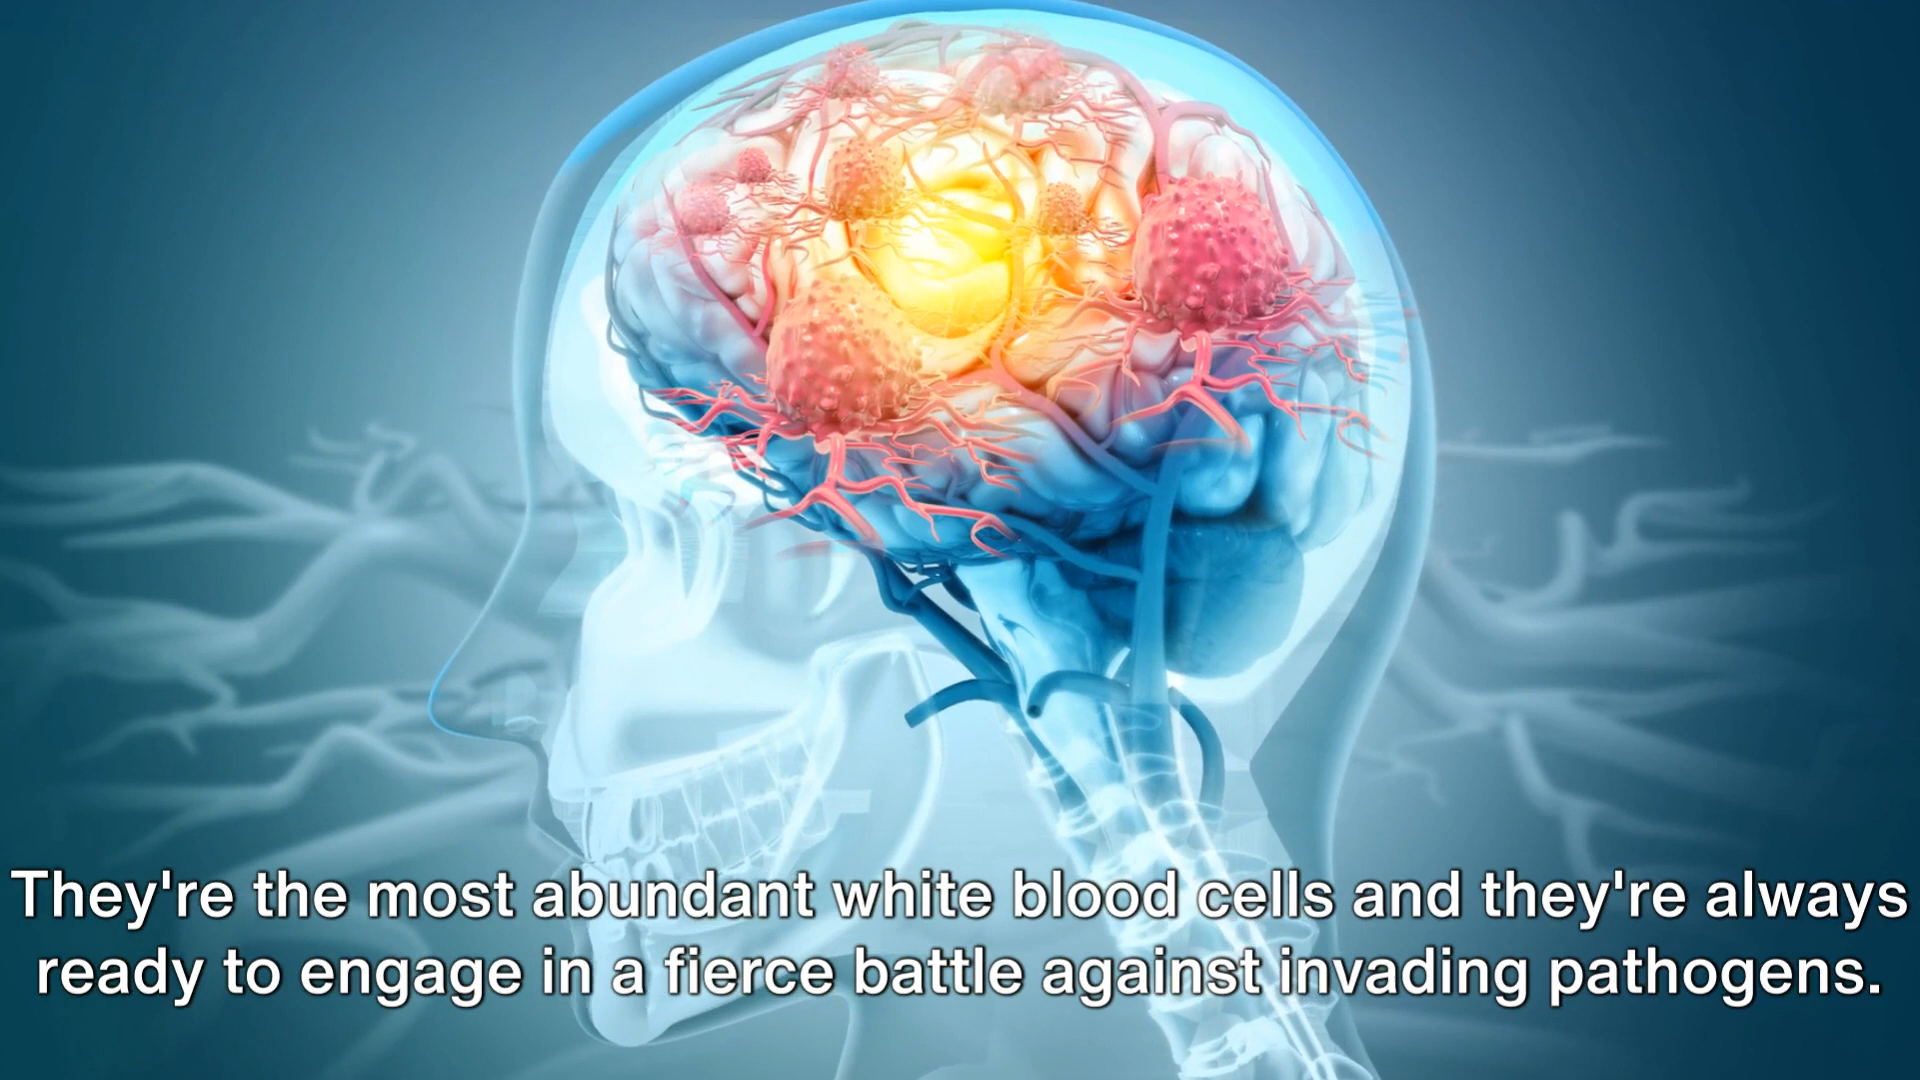 They're the most abundant white blood cells and they're always
ready to engage in a fierce battle against invading pathogens.